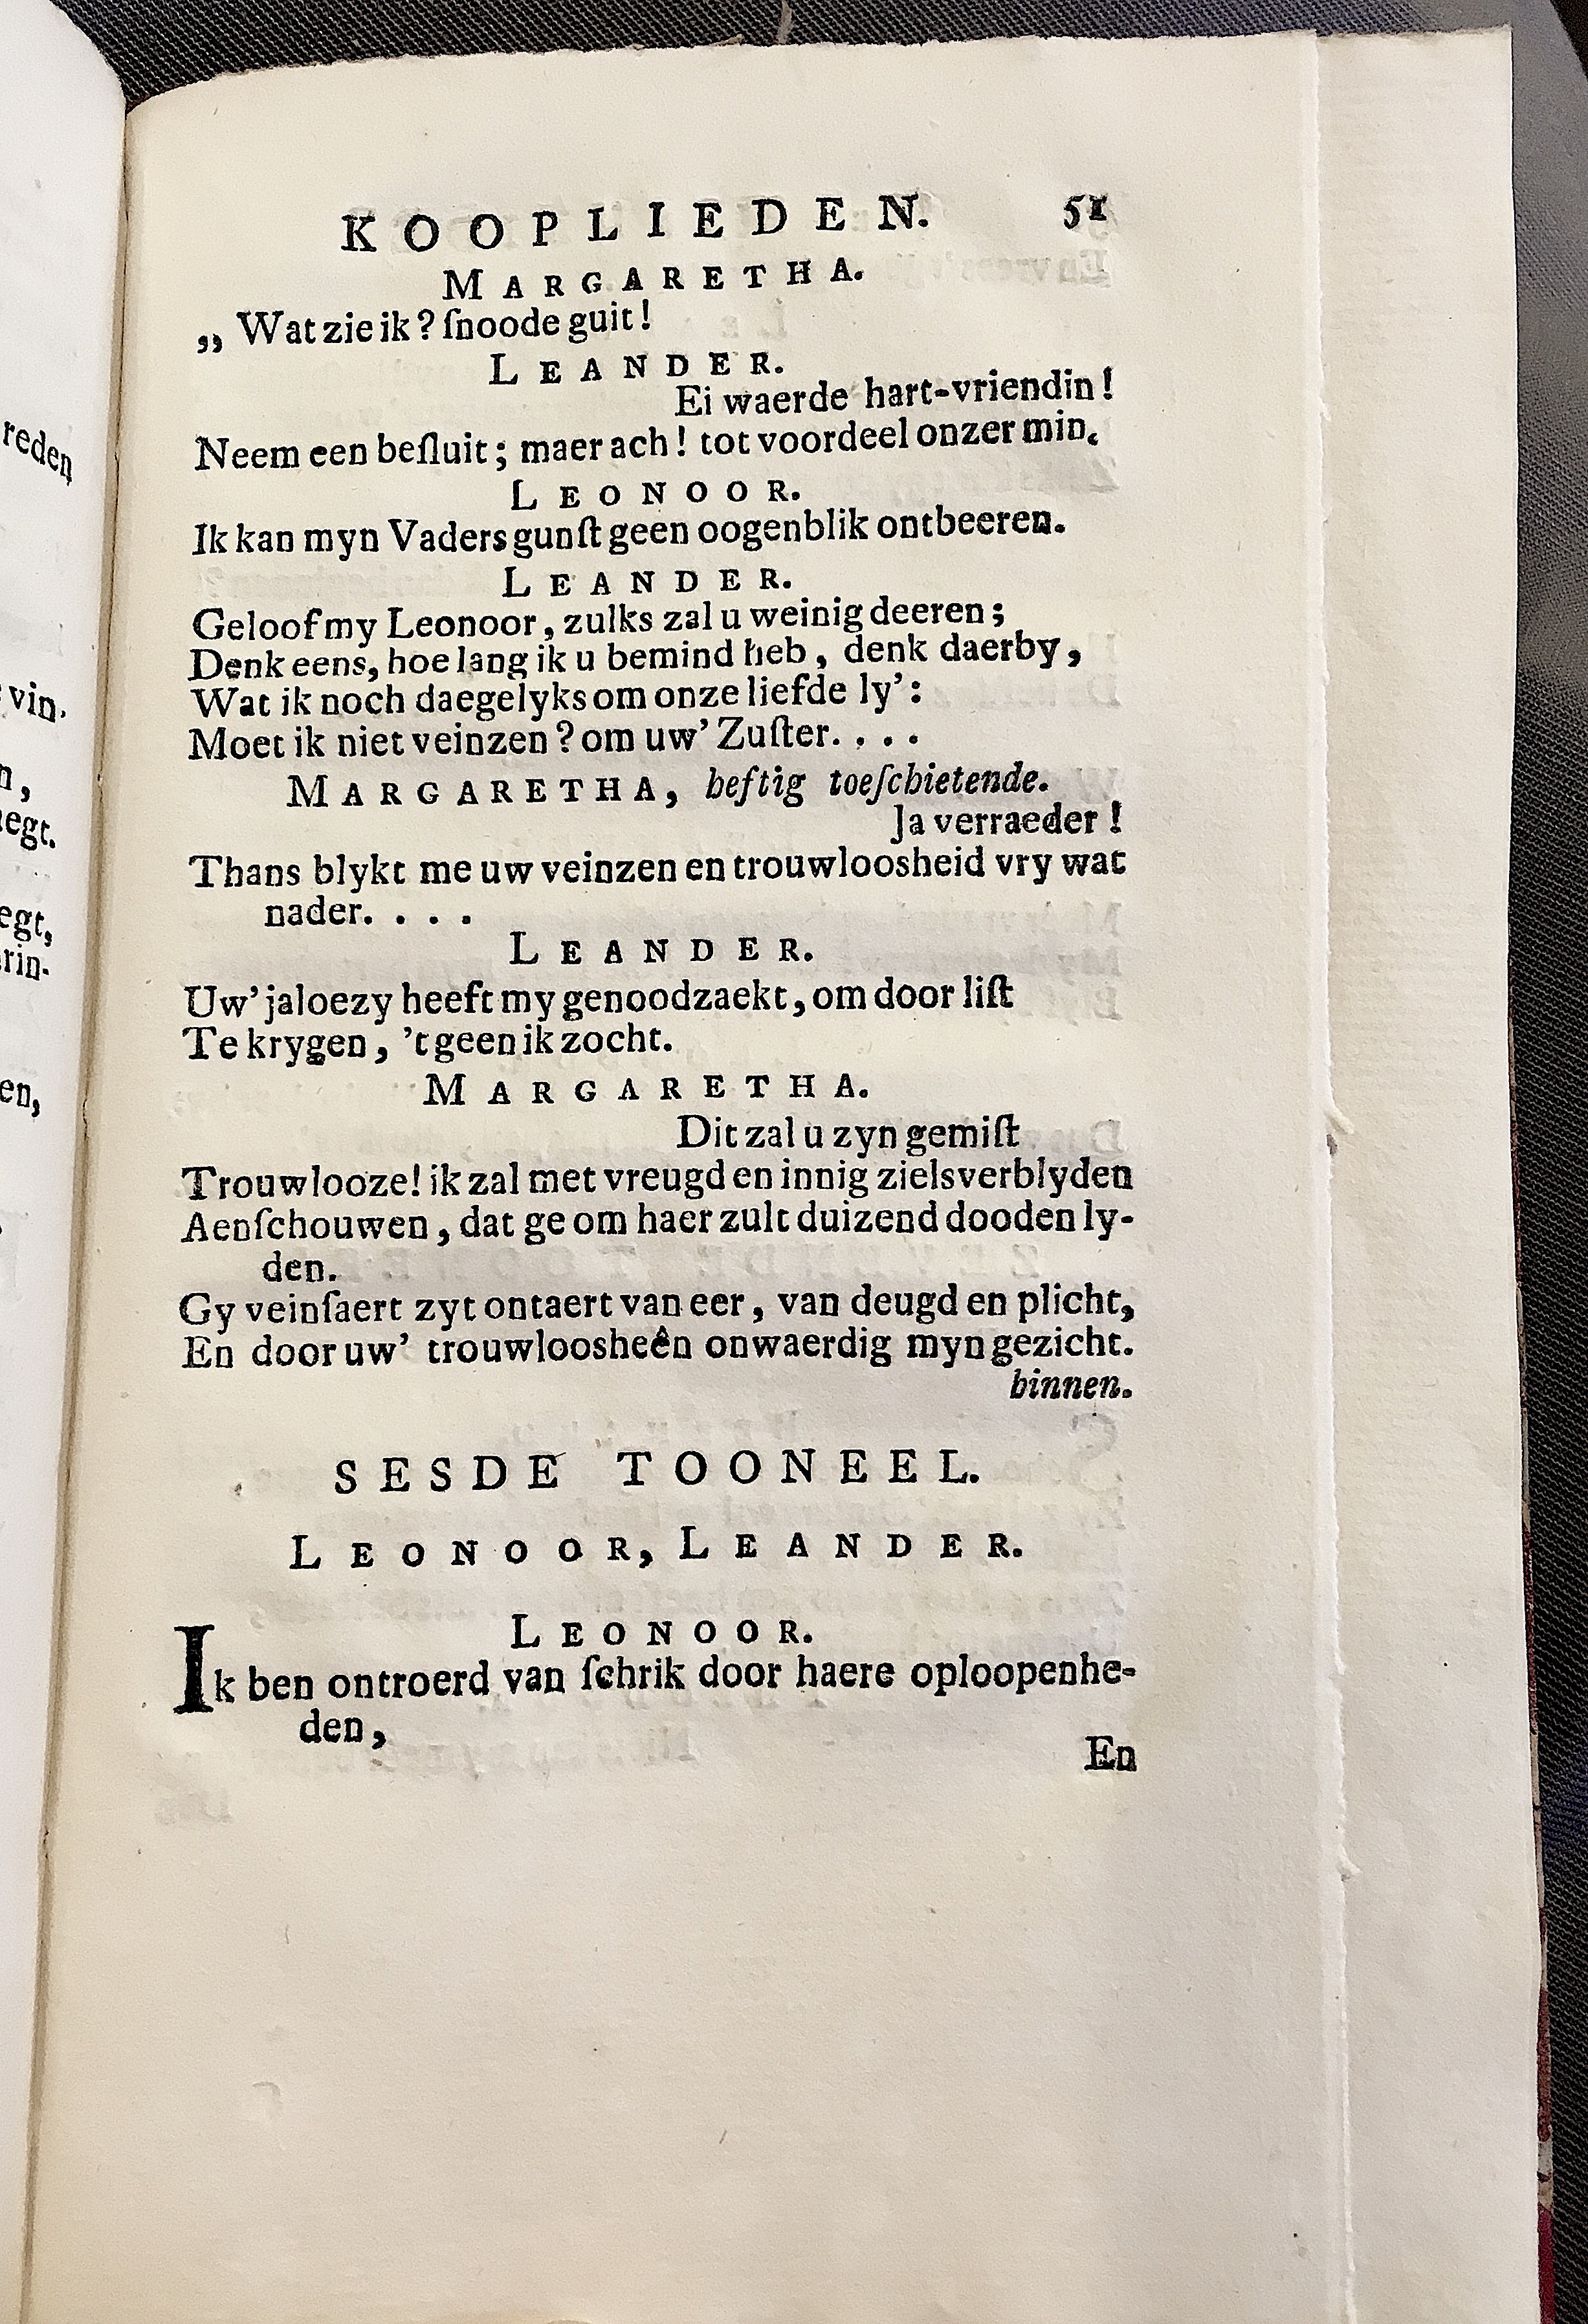 KOOPLIEDEN. 51
MARGARETHA.
„ Wat zie ik? ſnoode guit!
LEANDER.
Ei waerde hart-vriendin!
Neem een beſluit; maer ach! tot voordeel onzer min.
LEONOOR.
Ik kan myn Vaders gunſt geen oogenblik ontbeeren.
LEANDER.
Geloof my Leonoor, zulks zal u weinig deeren;
Denk eens, hoe lang ik u bemind heb, denk daerby,
Wat ik noch daegelyks om onze liefde ly':
Moet ik niet veinzen? om uw' Zuſter. . . .
MARGARETHA, heftig toeſchietende.
Ja verraeder!
Thans blykt me uw veinzen en trouwloosheid vry wat
nader. . . .
LEANDER.
Uw' jaloezy heeft my genoodzaekt, om door liſt
Te krygen, 't geen ik zocht.
MARGARETHA.
Dit zal u zyn gemiſt
Trouwlooze! ik zal met vreugd en innig zielsverblyden
Aenſchouwen, dat ge om haer zult duizend dooden ly-
den.
Gy veinſaert zyt ontaert van eer, van deugd en plicht,
En door uw' trouwloosheên onwaerdig myn gezicht.
binnen.
SESDE TOONEEL.
LEONOOR, LEANDER.
LEONOOR.
Ik ben ontroerd van ſchrik door haere oploopenhe-
den,
En
reden
vin.
n,
egt.
egt,
rin-
en,